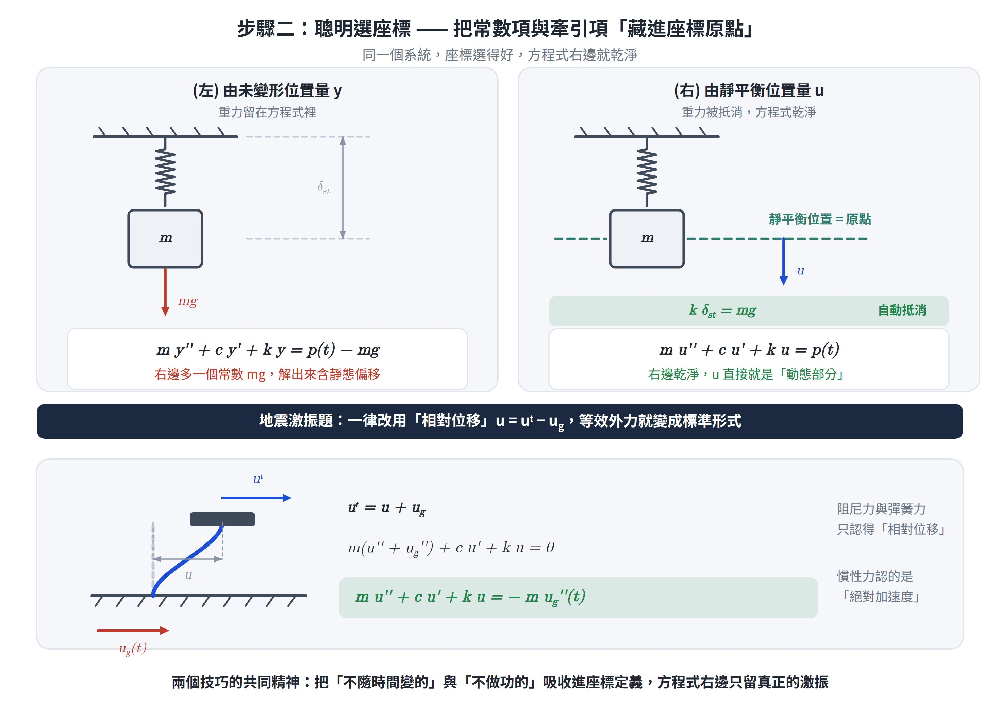 步驟二：聰明選座標 —— 把常數項與牽引項「藏進座標原點」
同一個系統，座標選得好，方程式右邊就乾淨
(左) 由未變形位置量 y
重力留在方程式裡
δst
m
mg
m y'' + c y' + k y = p(t) − mg
右邊多一個常數 mg，解出來含靜態偏移
(右) 由靜平衡位置量 u
重力被抵消，方程式乾淨
靜平衡位置 = 原點
m
u
k δst = mg 自動抵消
m u'' + c u' + k u = p(t)
右邊乾淨，u 直接就是「動態部分」
地震激振題：一律改用「相對位移」u = uᵗ − ug，等效外力就變成標準形式
uᵗ
u
ug(t)
uᵗ = u + ug
m(u'' + ug'') + c u' + k u = 0
m u'' + c u' + k u = − m ug''(t)
阻尼力與彈簧力
只認得「相對位移」
慣性力認的是
「絕對加速度」
兩個技巧的共同精神：把「不隨時間變的」與「不做功的」吸收進座標定義，方程式右邊只留真正的激振